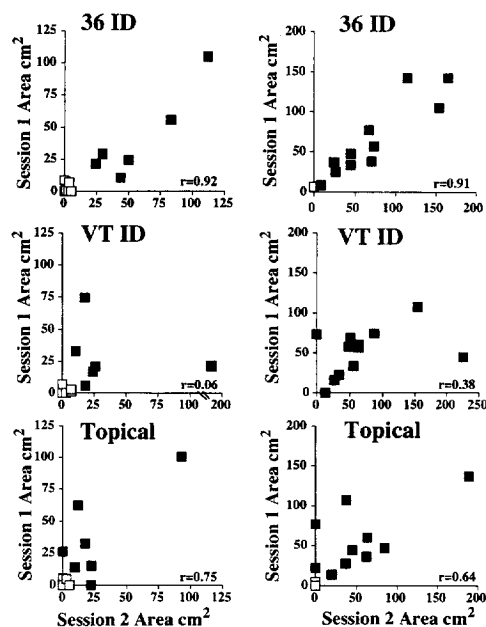 36 ID
Session 1 Area cm2
125
100
75
50
25
0
r=0.92
0 25 50 75 100 125
36 ID
Session 1 Area cm2
200
150
100
50
0
r=0.91
0 50 100 150 200
VT ID
Session 1 Area cm2
125
100
75
50
25
0
r=0.06
0 25 50 75 100 200
VT ID
Session 1 Area cm2
200
150
100
50
0
r=0.38
0 50 100 150 200 250
Topical
Session 1 Area cm2
125
100
75
50
25
0
r=0.75
0 25 50 75 100 125
Session 2 Area cm2
Topical
Session 1 Area cm2
200
150
100
50
0
r=0.64
0 50 100 150 200
Session 2 Area cm2